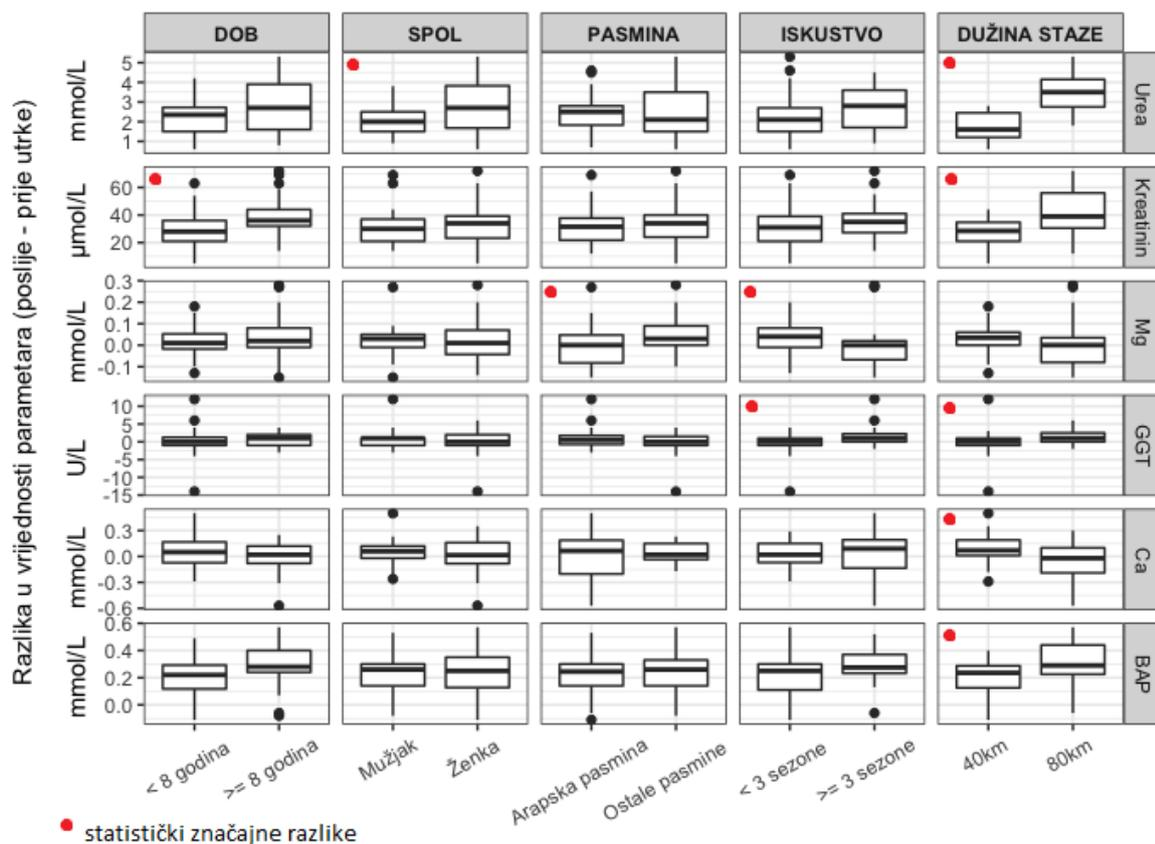 DOB SPOL PASMINA ISKUSTVO DUŽINA STAZE
Razlika u vrijednosti parametara (poslije - prije utrke)
mmol/L
5
4
3
2
1
Urea
µmol/L
60
40
20
Kreatinin
mmol/L
0.3
0.2
0.1
0.0
-0.1
Mg
U/L
10
5
0
-5
-10
-15
GGT
mmol/L
0.3
0.0
-0.3
-0.6
Ca
mmol/L
0.6
0.4
0.2
0.0
BAP
< 8 godina >= 8 godina Mužjak Ženka Arapska pasmina Ostale pasmine < 3 sezone >= 3 sezone 40km 80km
statistički značajne razlike